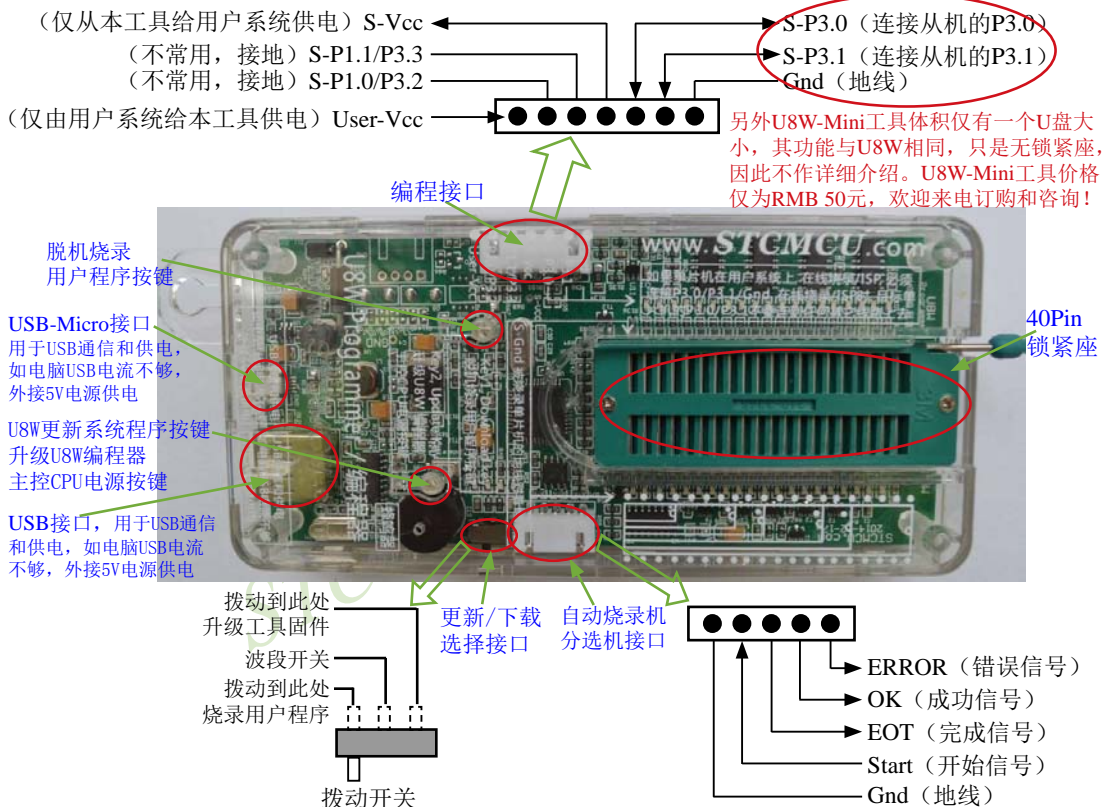 （仅从本工具给用户系统供电）S-Vcc
（不常用，接地）S-P1.1/P3.3
（不常用，接地）S-P1.0/P3.2
（仅由用户系统给本工具供电）User-Vcc
S-P3.0（连接从机的P3.0）
S-P3.1（连接从机的P3.1）
Gnd（地线）
另外U8W-Mini工具体积仅有一个U盘大
小，其功能与U8W相同，只是无锁紧座，
因此不作详细介绍。U8W-Mini工具价格
仅为RMB 50元，欢迎来电订购和咨询！
编程接口
脱机烧录
用户程序按键
USB-Micro接口
用于USB通信和供电，
如电脑USB电流不够，
外接5V电源供电
U8W更新系统程序按键
升级U8W编程器
主控CPU电源按键
USB接口，用于USB通信
和供电，如电脑USB电流
不够，外接5V电源供电
www.STCMCU.com
U8W Programmer
Gnd
40Pin
锁紧座
STC
拨动到此处
升级工具固件
波段开关
拨动到此处
烧录用户程序
拨动开关
更新/下载
选择接口
自动烧录机
分选机接口
ERROR（错误信号）
OK（成功信号）
EOT（完成信号）
Start（开始信号）
Gnd（地线）